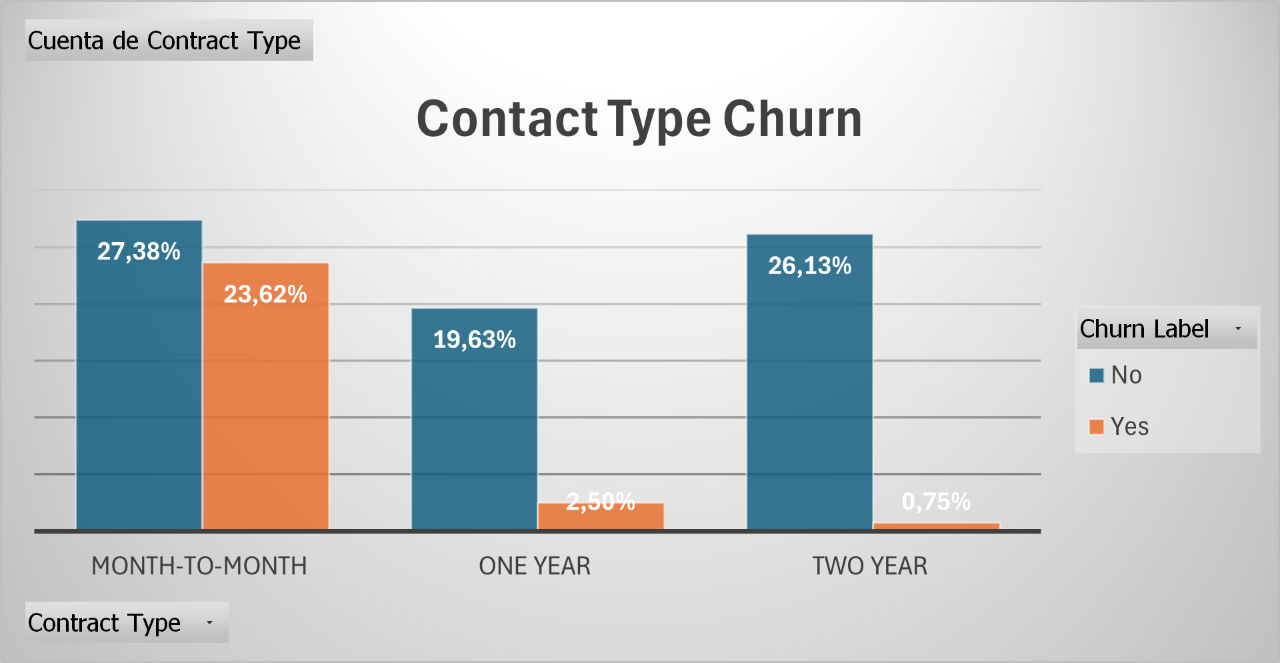 Cuenta de Contract Type
Contact Type Churn
27,38%
23,62%
19,63%
2,50%
26,13%
0,75%
MONTH-TO-MONTH
ONE YEAR
TWO YEAR
Churn Label
No
Yes
Contract Type